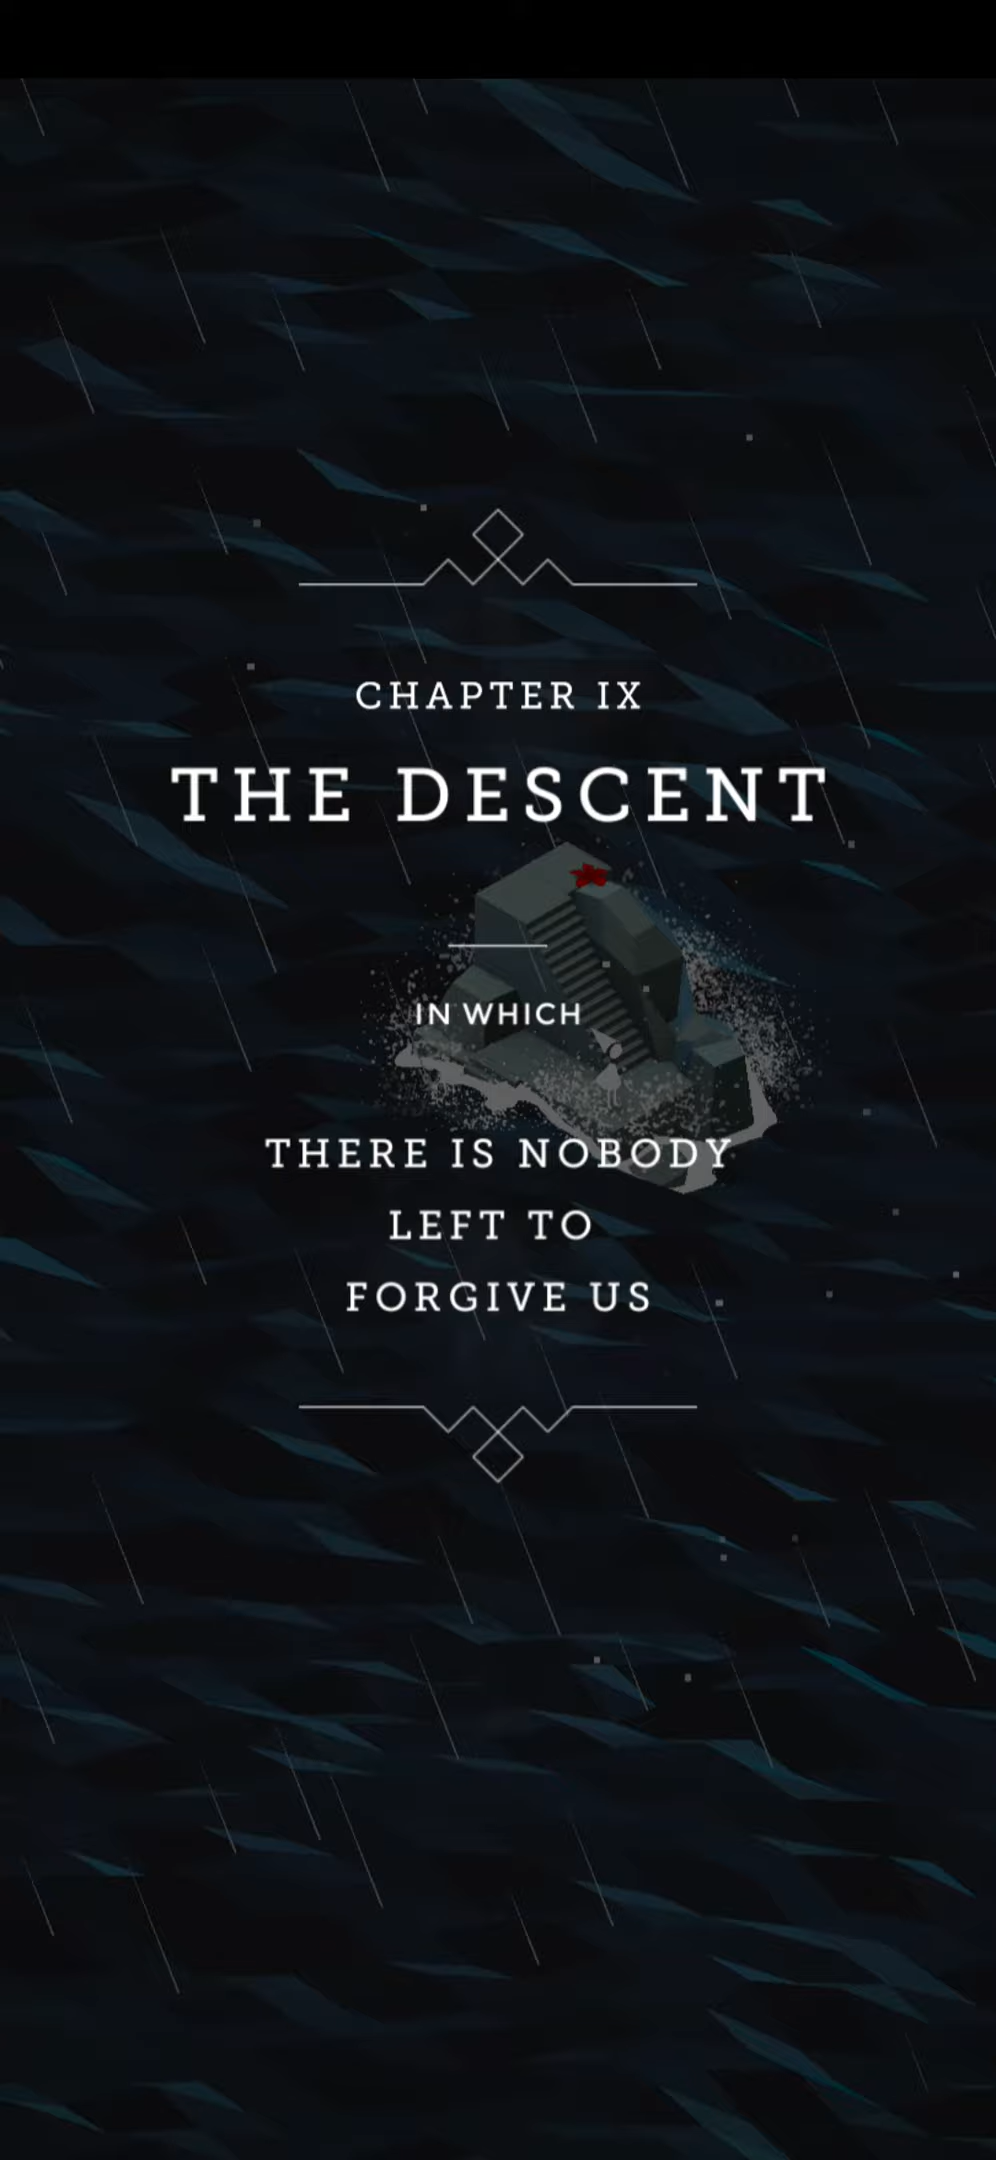 CHAPTER IX
THE DESCENT
IN WHICH
THERE IS NOBODY
LEFT TO
FORGIVE US